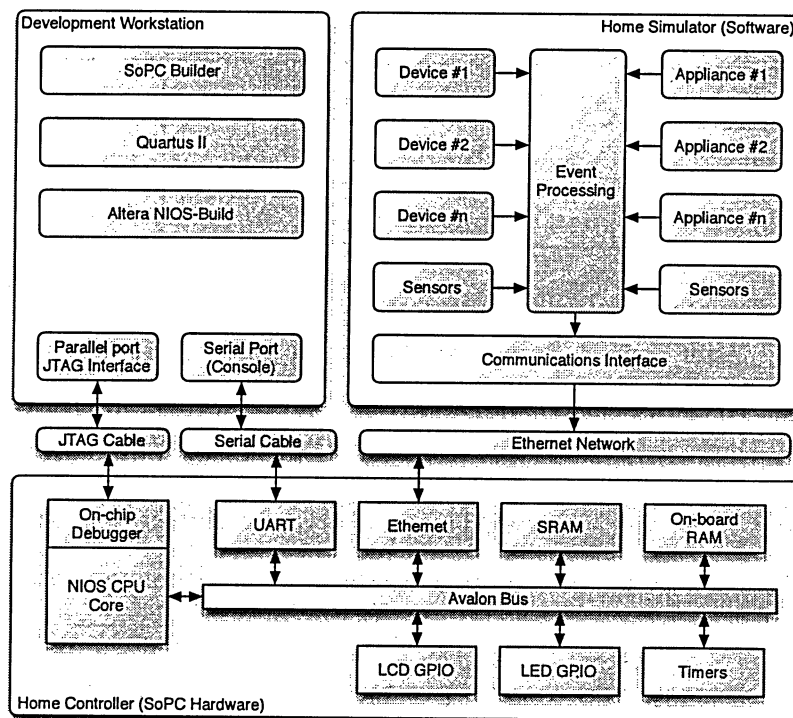 Development Workstation
SoPC Builder
Quartus II
Altera NIOS-Build
Parallel port
JTAG Interface
Serial Port
(Console)
Home Simulator (Software)
Device #1
Appliance #1
Device #2
Appliance #2
Event
Processing
Device #n
Appliance #n
Sensors
Sensors
Communications Interface
JTAG Cable
Serial Cable
Ethernet Network
On-chip
Debugger
UART
Ethernet
SRAM
On-board
RAM
NIOS CPU
Core
Avalon Bus
LCD GPIO
LED GPIO
Timers
Home Controller (SoPC Hardware)